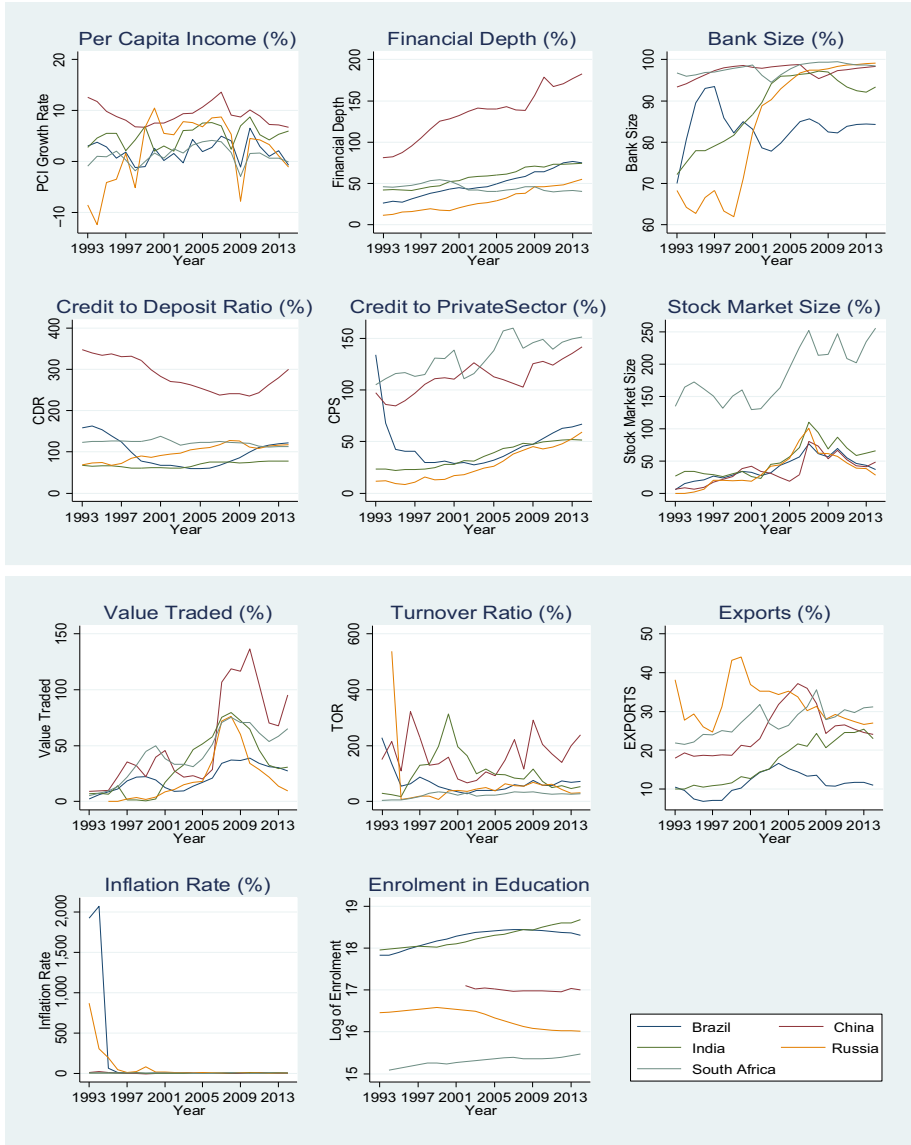 Per Capita Income (%)
PCI Growth Rate
20
10
0
−10
1993 1997 2001 2005 2009 2013
Year
Financial Depth (%)
Financial Depth
200
150
100
50
0
1993 1997 2001 2005 2009 2013
Year
Bank Size (%)
Bank Size
100
90
80
70
60
1993 1997 2001 2005 2009 2013
Year
Credit to Deposit Ratio (%)
CDR
400
300
200
100
0
1993 1997 2001 2005 2009 2013
Year
Credit to PrivateSector (%)
CPS
150
100
50
0
1993 1997 2001 2005 2009 2013
Year
Stock Market Size (%)
Stock Market Size
250
200
150
100
50
0
1993 1997 2001 2005 2009 2013
Year
Value Traded (%)
Value Traded
150
100
50
0
1993 1997 2001 2005 2009 2013
Year
Turnover Ratio (%)
TOR
600
400
200
0
1993 1997 2001 2005 2009 2013
Year
Exports (%)
EXPORTS
50
40
30
20
10
1993 1997 2001 2005 2009 2013
Year
Inflation Rate (%)
Inflation Rate
2,000
1,500
1,000
500
0
1993 1997 2001 2005 2009 2013
Year
Enrolment in Education
Log of Enrolment
19
18
17
16
15
1993 1997 2001 2005 2009 2013
Year
Brazil China
India Russia
South Africa